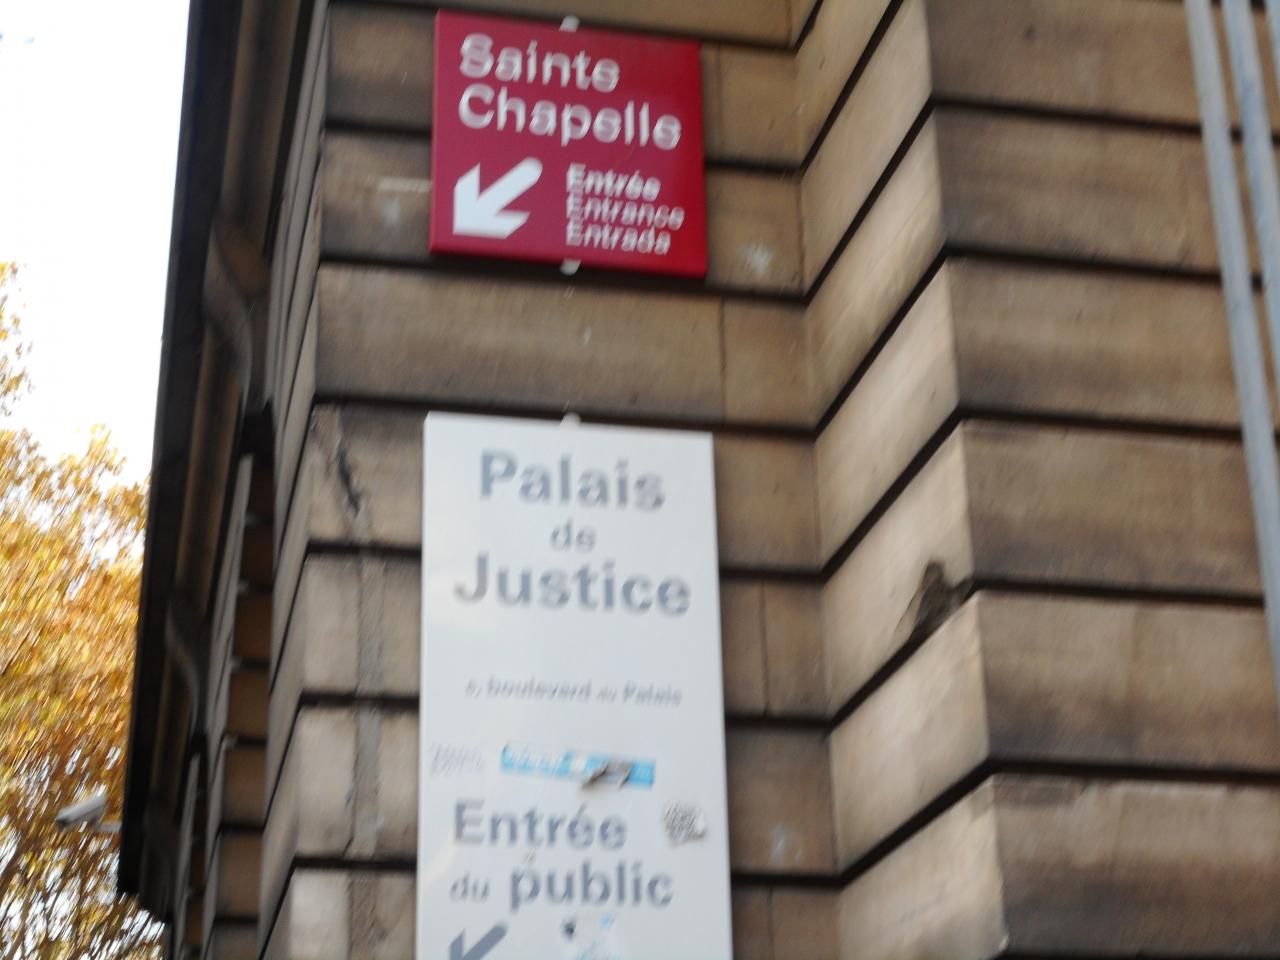 Sainte
Chapelle
Entrée
Entrance
Entrada
Palais
de
Justice
boulevard du Palais
Entrée
du public